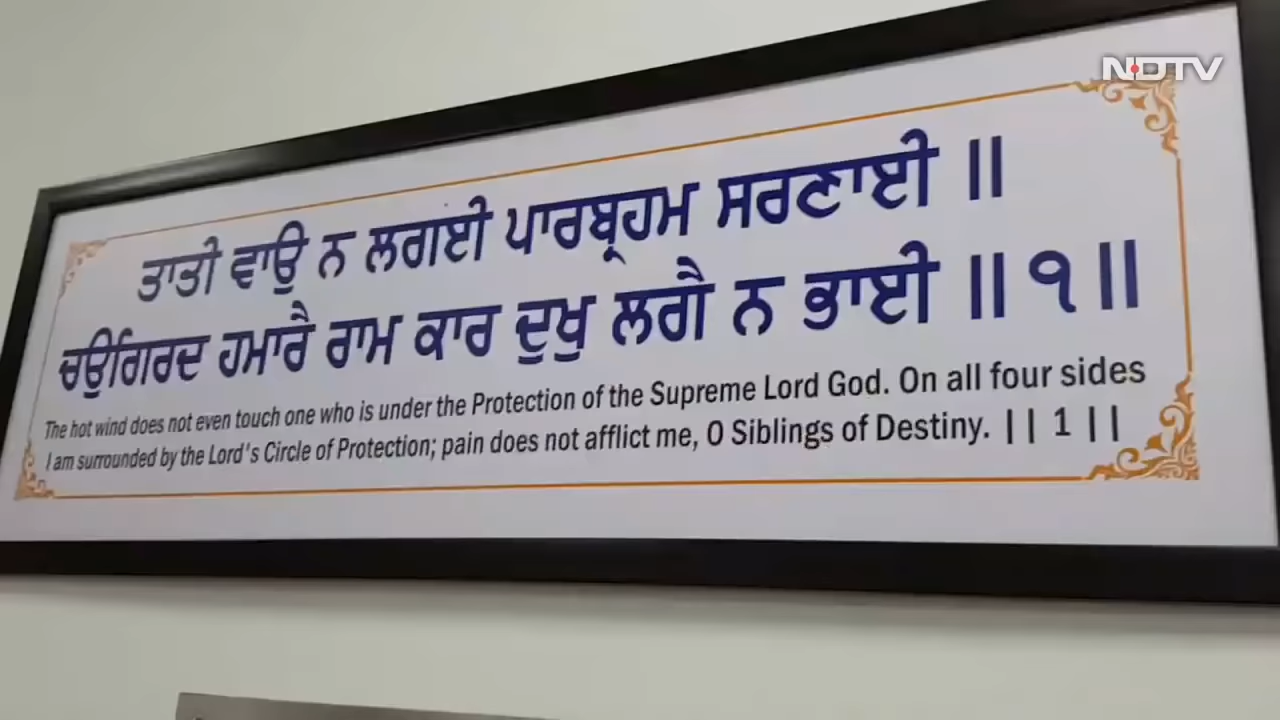 NDTV
ਤਾਤੀ ਵਾਉ ਨ ਲਗਈ ਪਾਰਬ੍ਰਹਮ ਸਰਣਾਈ ॥
ਚਉਗਿਰਦ ਹਮਾਰੈ ਰਾਮ ਕਾਰ ਦੁਖੁ ਲਗੈ ਨ ਭਾਈ ॥ ੧ ॥
The hot wind does not even touch one who is under the Protection of the Supreme Lord God. On all four sides
I am surrounded by the Lord's Circle of Protection; pain does not afflict me, O Siblings of Destiny. || 1 ||